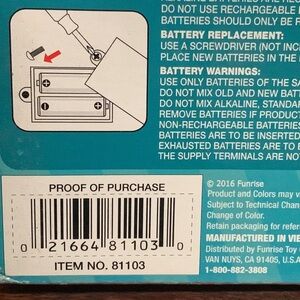 DO NOT USE RECHARGEABLE
BATTERIES SHOULD ONLY BE
BATTERY REPLACEMENT:
USE A SCREWDRIVER (NOT INC
PLACE NEW BATTERIES IN THE
BATTERY WARNINGS:
USE ONLY BATTERIES OF THE SA
DO NOT MIX OLD AND NEW BATT
DO NOT MIX ALKALINE, STANDA
REMOVE BATTERIES IF PRODUCT
NON-RECHARGEABLE BATTERIES
BATTERIES ARE TO BE INSERTED
EXHAUSTED BATTERIES ARE TO B
THE SUPPLY TERMINALS ARE NOT
PROOF OF PURCHASE
0 21664 81103 0
ITEM NO. 81103
© 2016 Funrise
Product and Colors may v
Subject to Technical Chan
Change of Color.
Retain packaging for refer
MANUFACTURED IN VIE
Distributed by Funrise Toy C
VAN NUYS, CA 91405, U.S.A
1-800-882-3808